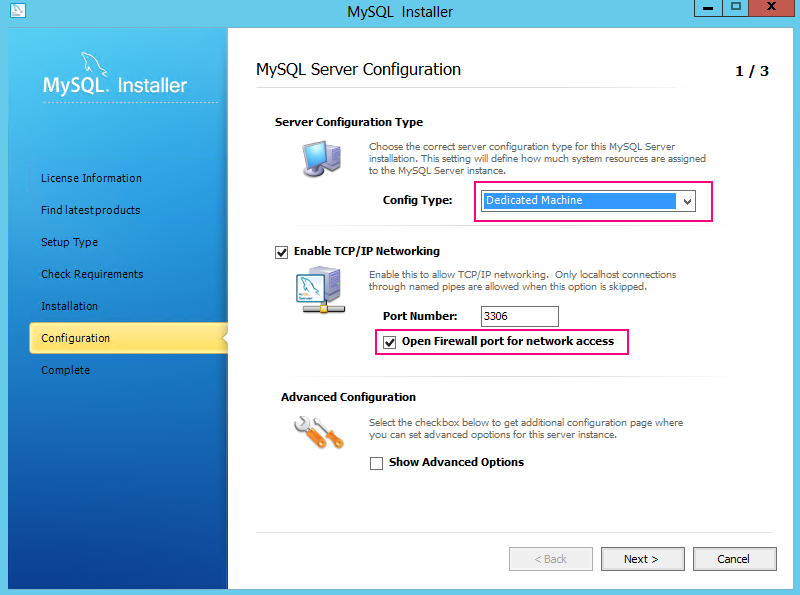 MySQL Installer
MySQL. Installer
License Information
Find latest products
Setup Type
Check Requirements
Installation
Configuration
Complete
MySQL Server Configuration
1 / 3
Server Configuration Type
Choose the correct server configuration type for this MySQL Server
installation. This setting will define how much system resources are assigned
to the MySQL Server instance.
Config Type:
Dedicated Machine
Enable TCP/IP Networking
Enable this to allow TCP/IP networking. Only localhost connections
through named pipes are allowed when this option is skipped.
Port Number:
3306
Open Firewall port for network access
Advanced Configuration
Select the checkbox below to get additional configuration page where
you can set advanced opotions for this server instance.
Show Advanced Options
< Back
Next >
Cancel